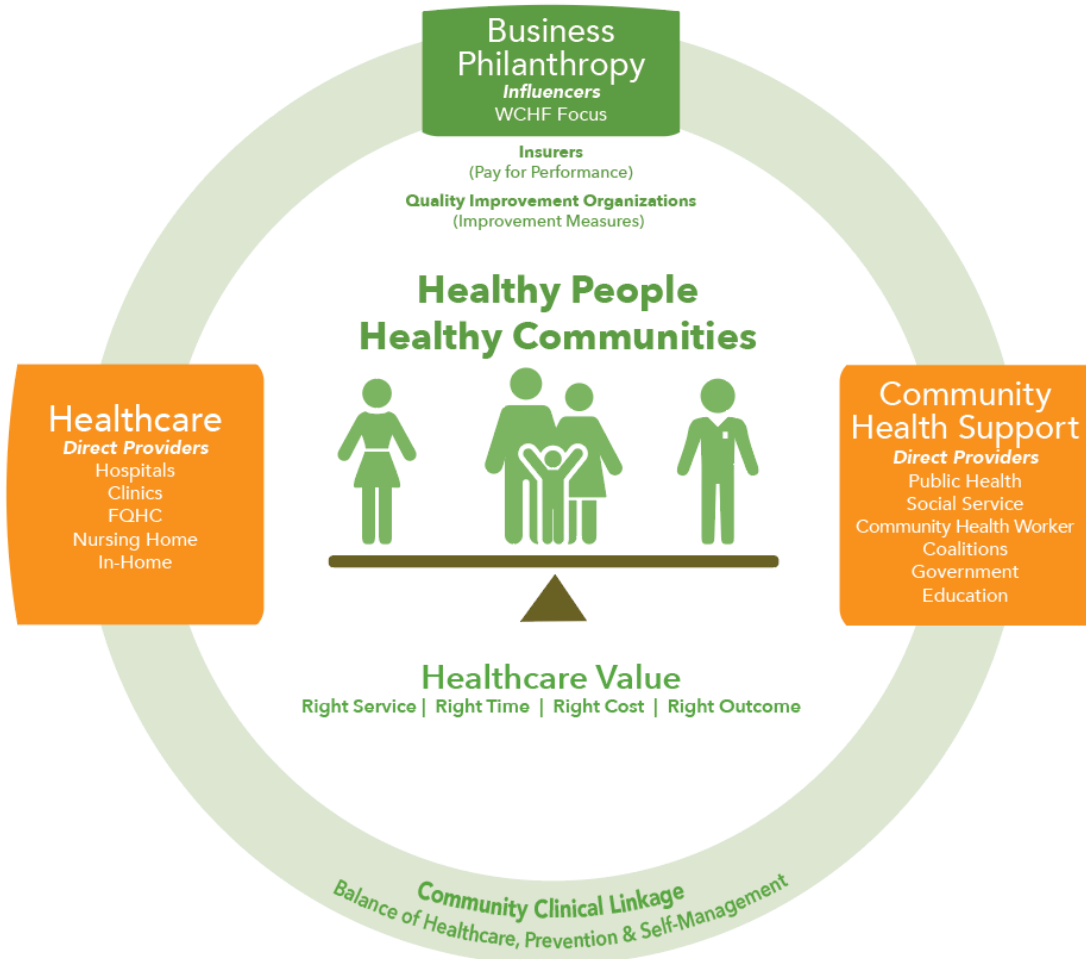 Business
Philanthropy
Influencers
WCHF Focus
Insurers
(Pay for Performance)
Quality Improvement Organizations
(Improvement Measures)
Healthy People
Healthy Communities
Healthcare
Direct Providers
Hospitals
Clinics
FQHC
Nursing Home
In-Home
Community
Health Support
Direct Providers
Public Health
Social Service
Community Health Worker
Coalitions
Government
Education
Healthcare Value
Right Service | Right Time | Right Cost | Right Outcome
Community Clinical Linkage
Balance of Healthcare, Prevention & Self-Management